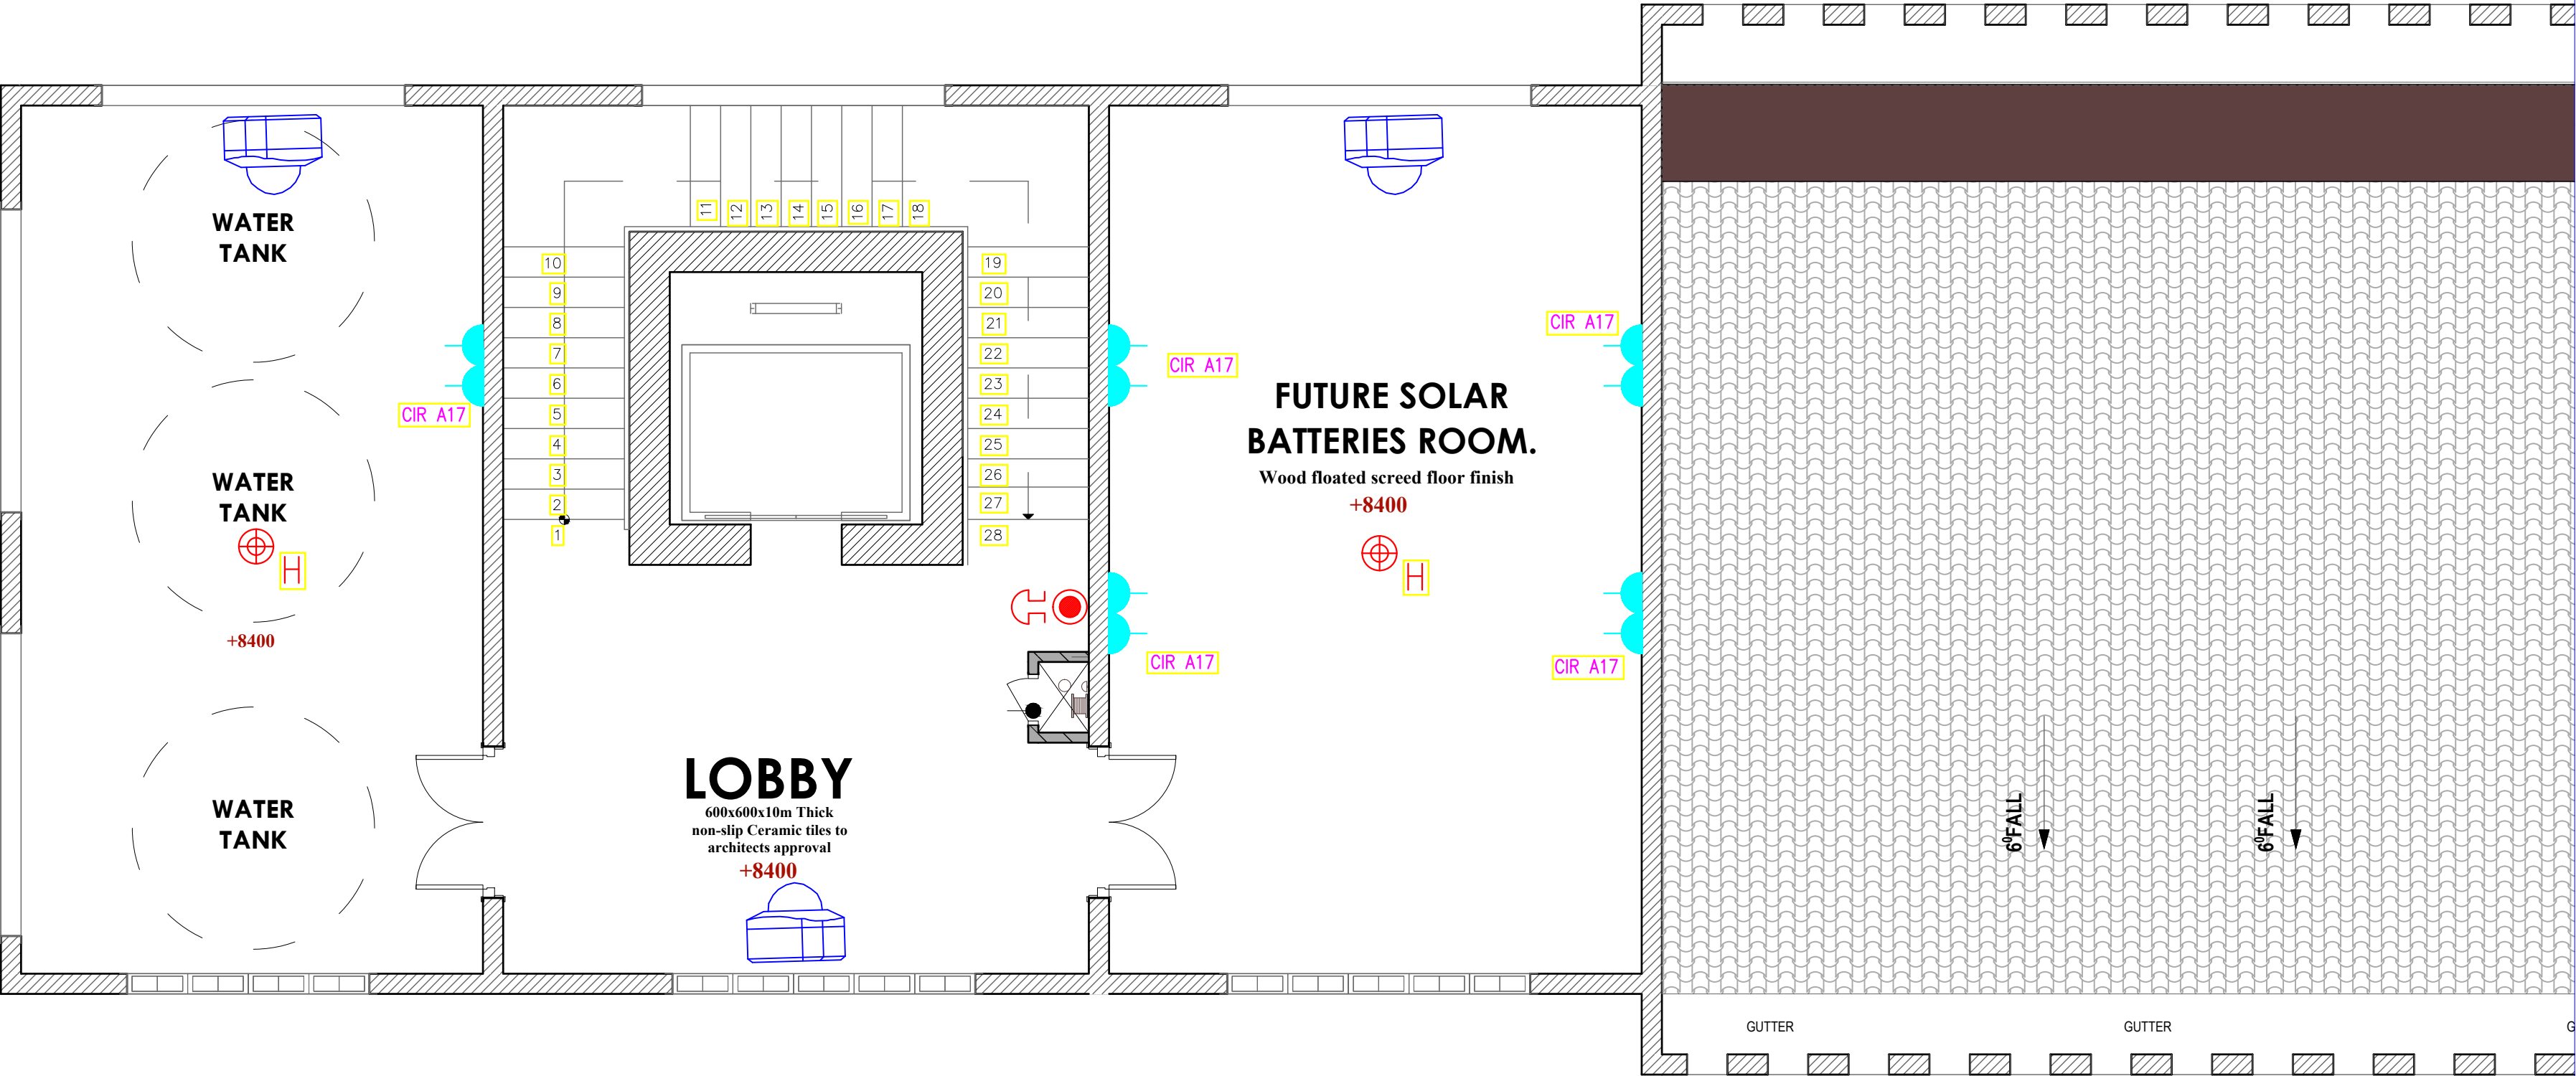 WATER
TANK
WATER
TANK
H
+8400
WATER
TANK
CIR A17
11
12
13
14
15
16
17
18
10
9
8
7
6
5
4
3
2
1
19
20
21
22
23
24
25
26
27
28
LOBBY
600x600x10m Thick
non-slip Ceramic tiles to
architects approval
+8400
CIR A17
CIR A17
FUTURE SOLAR
BATTERIES ROOM.
Wood floated screed floor finish
+8400
H
CIR A17
CIR A17
6⁰FALL
6⁰FALL
GUTTER
GUTTER
G